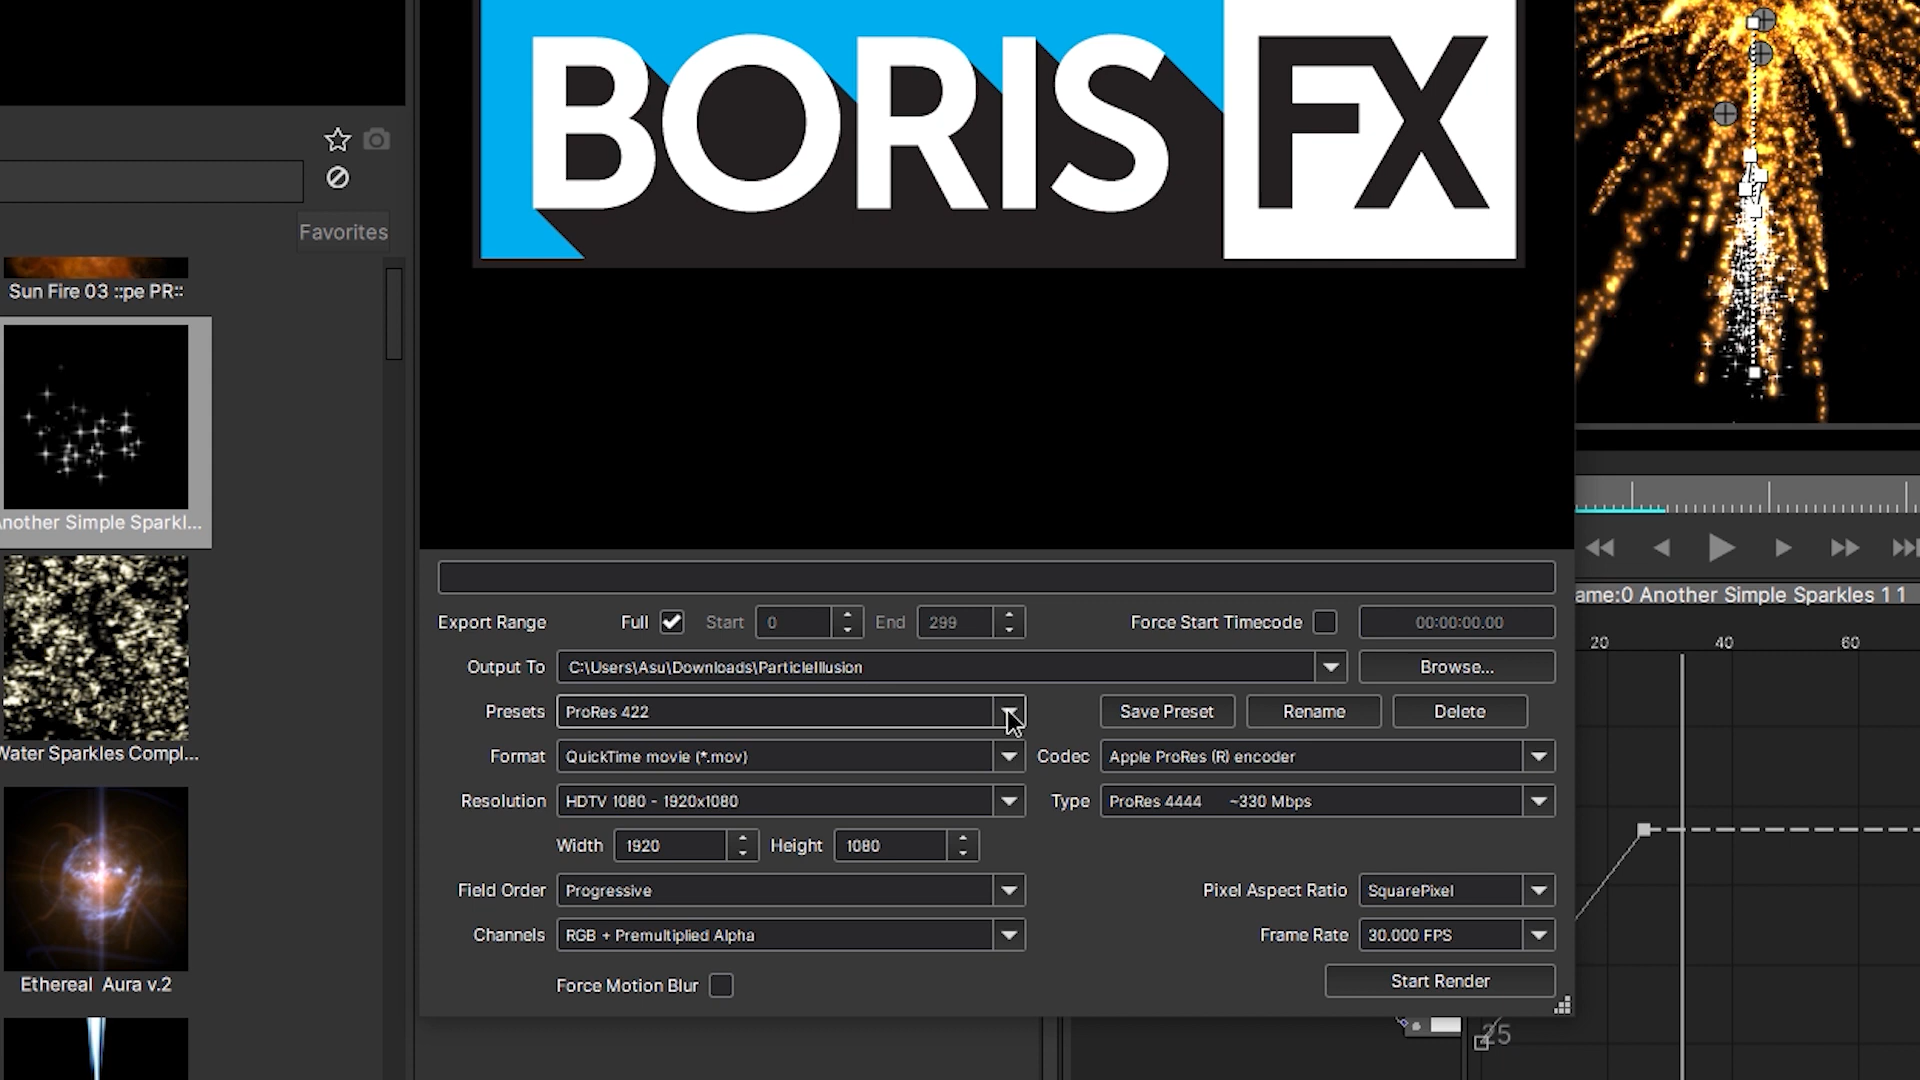 BORIS FX
Favorites
Sun Fire 03 ::pe PR::
nother Simple Sparkl...
Water Sparkles Compl...
Ethereal Aura v.2
Export Range Full Start 0 End 299 Force Start Timecode 00:00:00.00
Output To C:\Users\Asu\Downloads\ParticleIllusion Browse...
Presets ProRes 422 Save Preset Rename Delete
Format QuickTime movie (*.mov) Codec Apple ProRes (R) encoder
Resolution HDTV 1080 - 1920x1080 Type ProRes 4444 ~330 Mbps
Width 1920 Height 1080
Field Order Progressive Pixel Aspect Ratio SquarePixel
Channels RGB + Premultiplied Alpha Frame Rate 30.000 FPS
Force Motion Blur Start Render
ame:0 Another Simple Sparkles 1 1
20 40 60
25